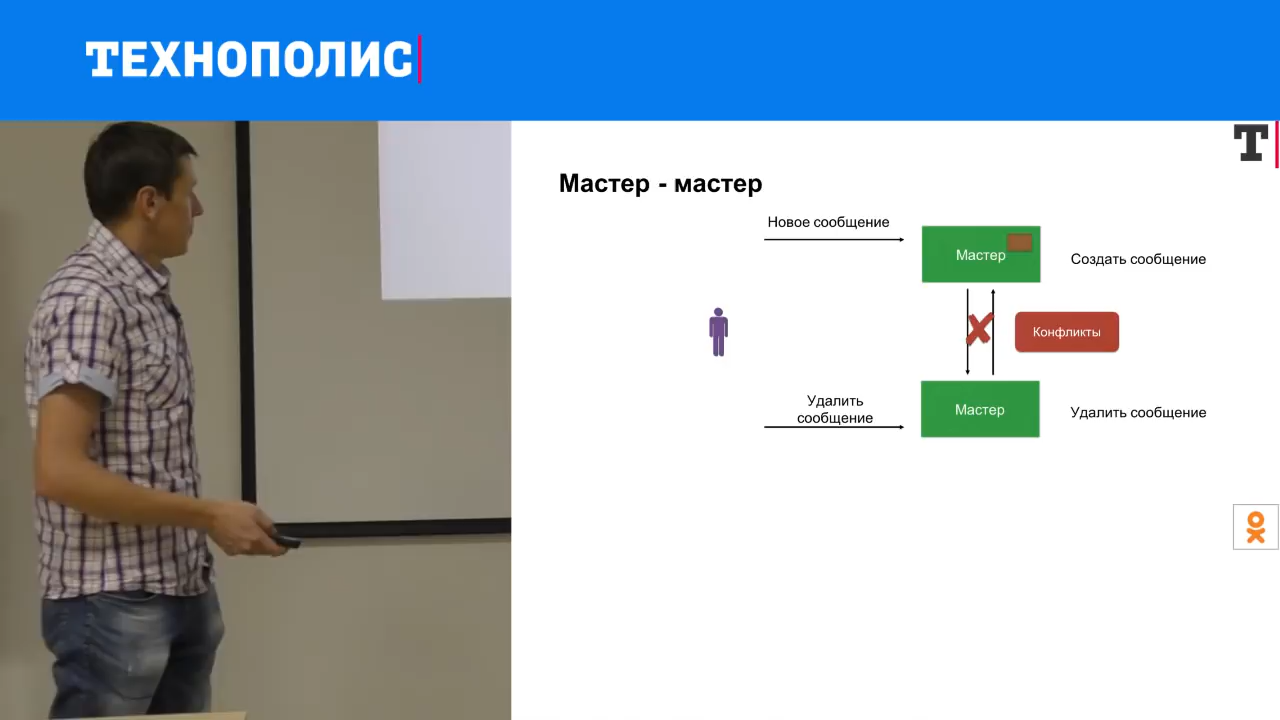 ТЕХНОПОЛИС
Т
Мастер - мастер
Новое сообщение
Мастер
Создать сообщение
Конфликты
Удалить
сообщение
Мастер
Удалить сообщение